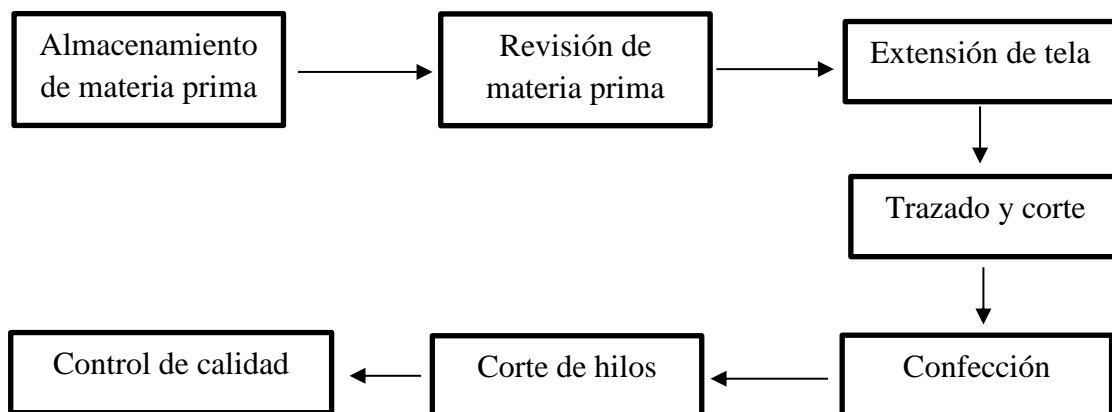 Almacenamiento
de materia prima
Revisión de
materia prima
Extensión de tela
Trazado y corte
Confección
Corte de hilos
Control de calidad